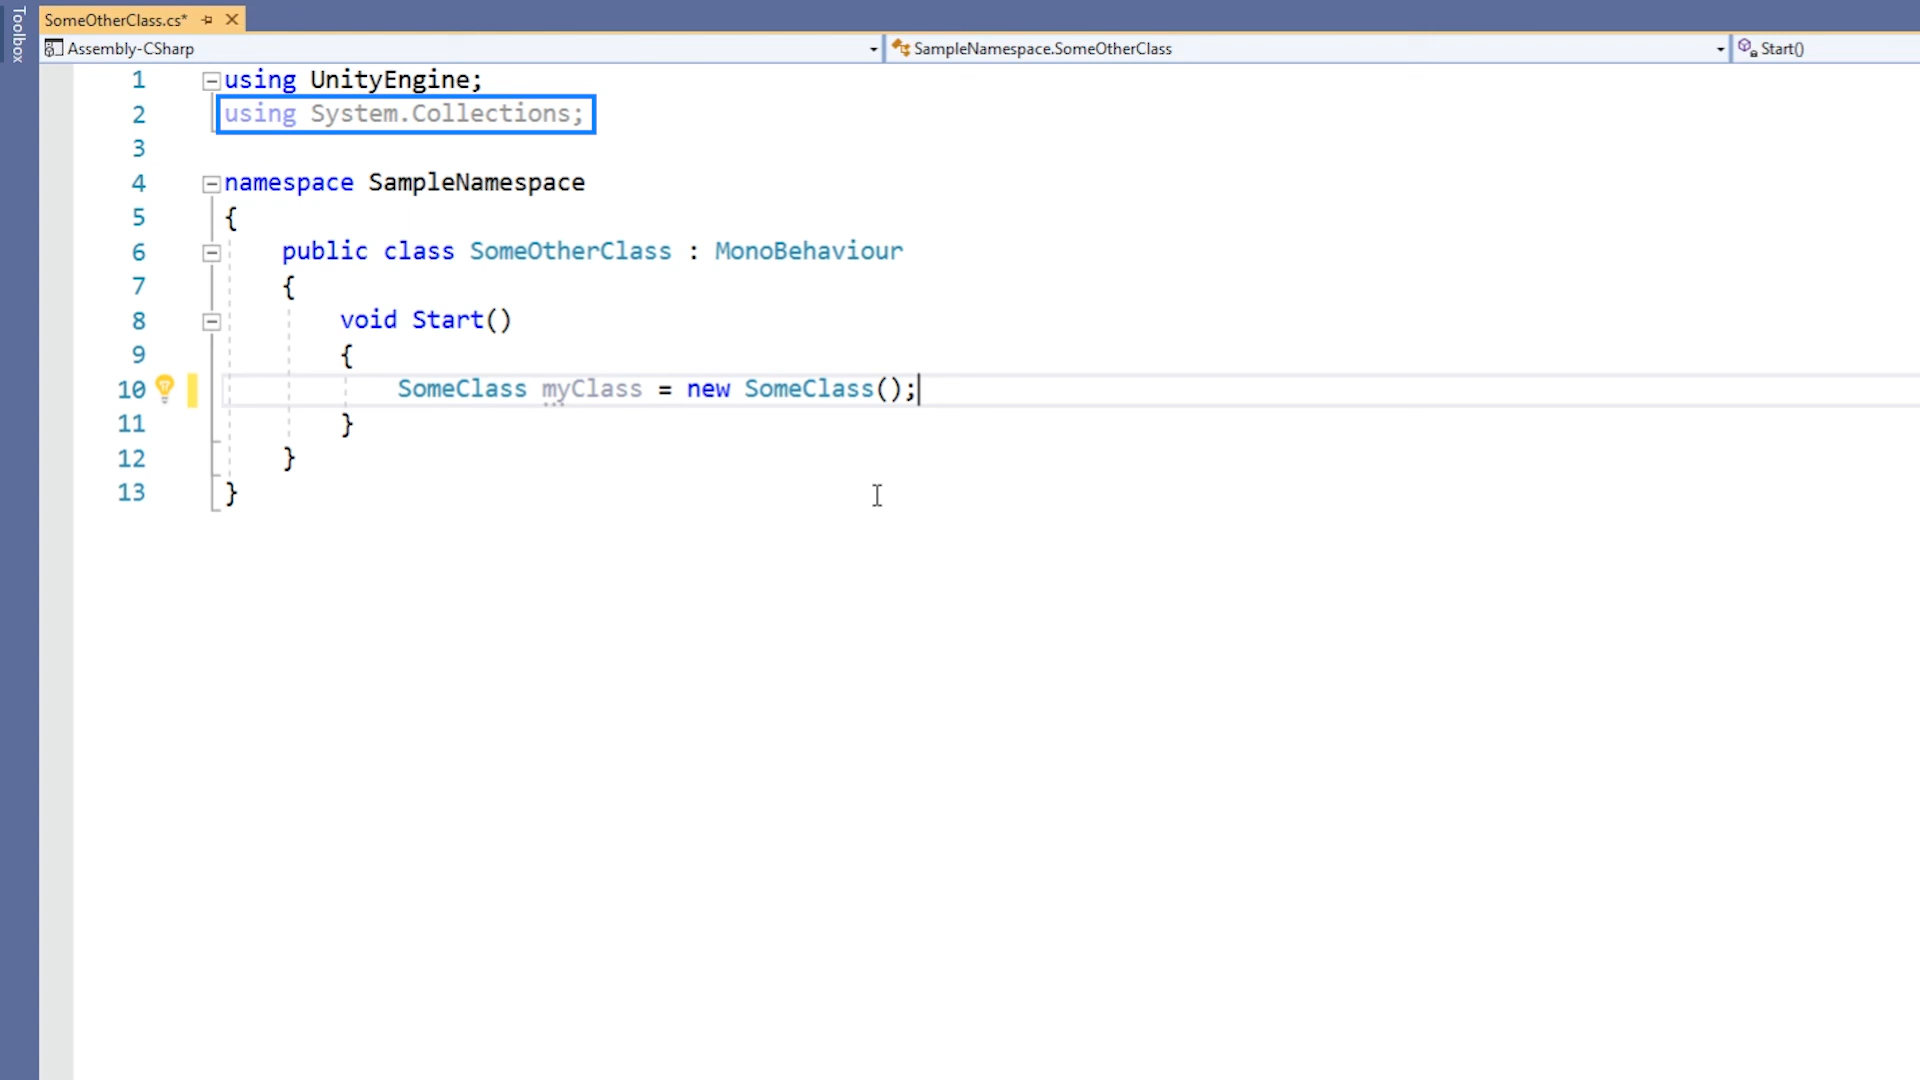 Toolbox
SomeOtherClass.cs*
Assembly-CSharp SampleNamespace.SomeOtherClass Start()
1 using UnityEngine;
2 using System.Collections;
3
4 namespace SampleNamespace
5 {
6 public class SomeOtherClass : MonoBehaviour
7 {
8 void Start()
9 {
10 SomeClass myClass = new SomeClass();
11 }
12 }
13 }